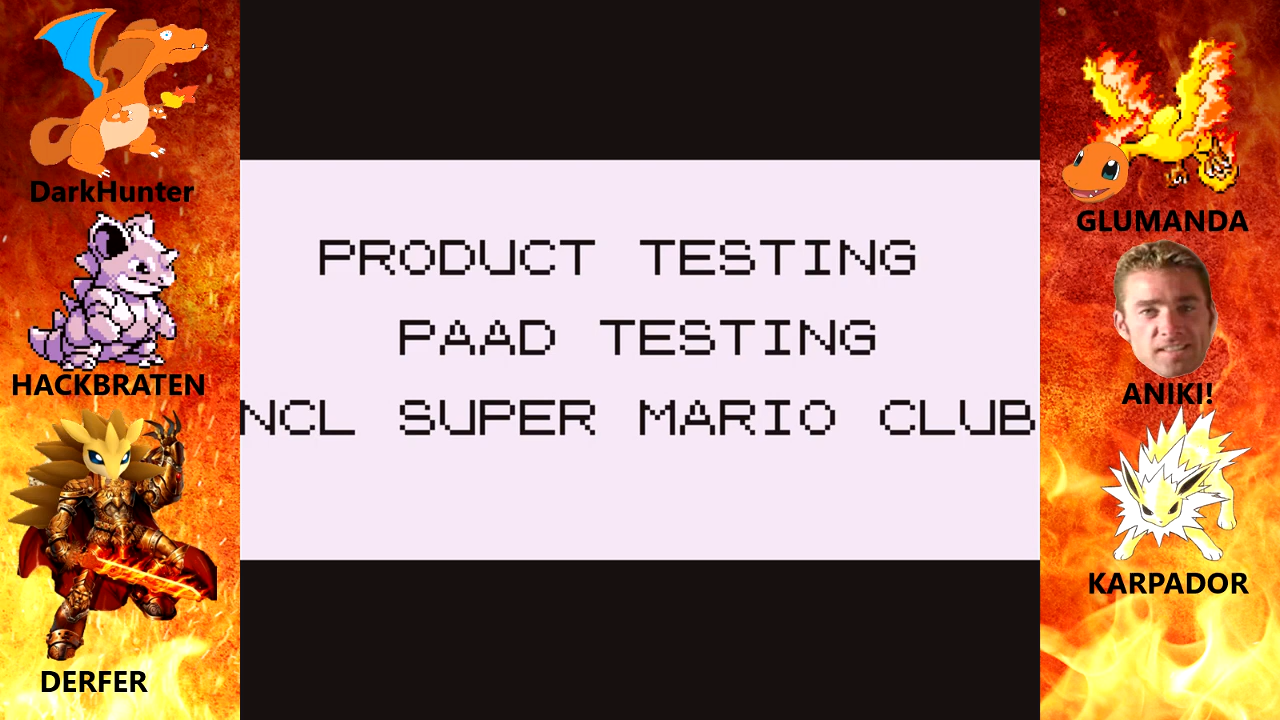 DarkHunter
HACKBRATEN
DERFER
PRODUCT TESTING
PAAD TESTING
NCL SUPER MARIO CLUB
GLUMANDA
ANIKI!
KARPADOR